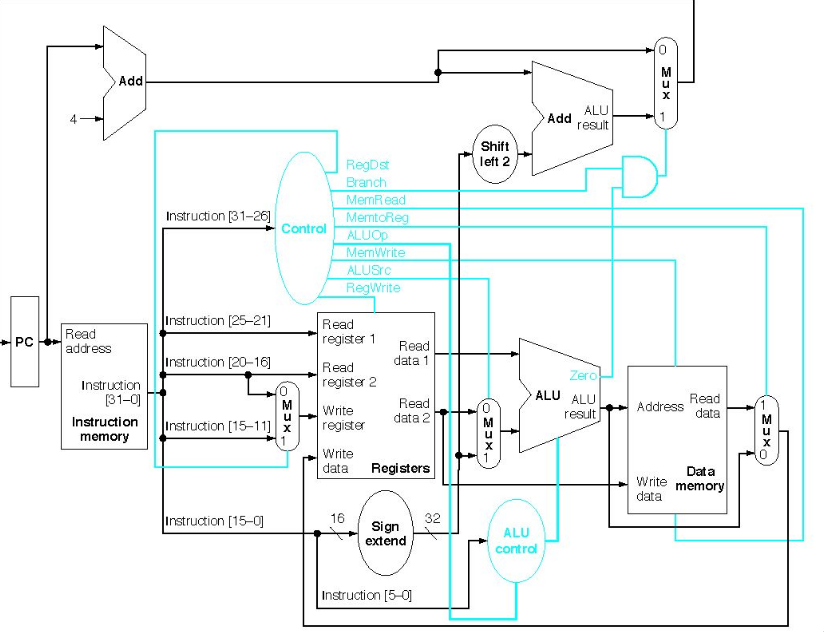 Add
4
0
M
u
x
1
Add
ALU
result
Shift
left 2
RegDst
Branch
MemRead
MemtoReg
ALUOp
MemWrite
ALUSrc
RegWrite
Control
Instruction [31–26]
Instruction [25–21]
Instruction [20–16]
Instruction [15–11]
Instruction [15–0]
PC
Read
address
Instruction
[31–0]
Instruction
memory
0
M
u
x
1
Read
register 1
Read
register 2
Write
register
Write
data
Read
data 1
Read
data 2
Registers
0
M
u
x
1
Zero
ALU
ALU
result
Address
Read
data
Write
data
Data
memory
1
M
u
x
0
16
Sign
extend
32
ALU
control
Instruction [5–0]